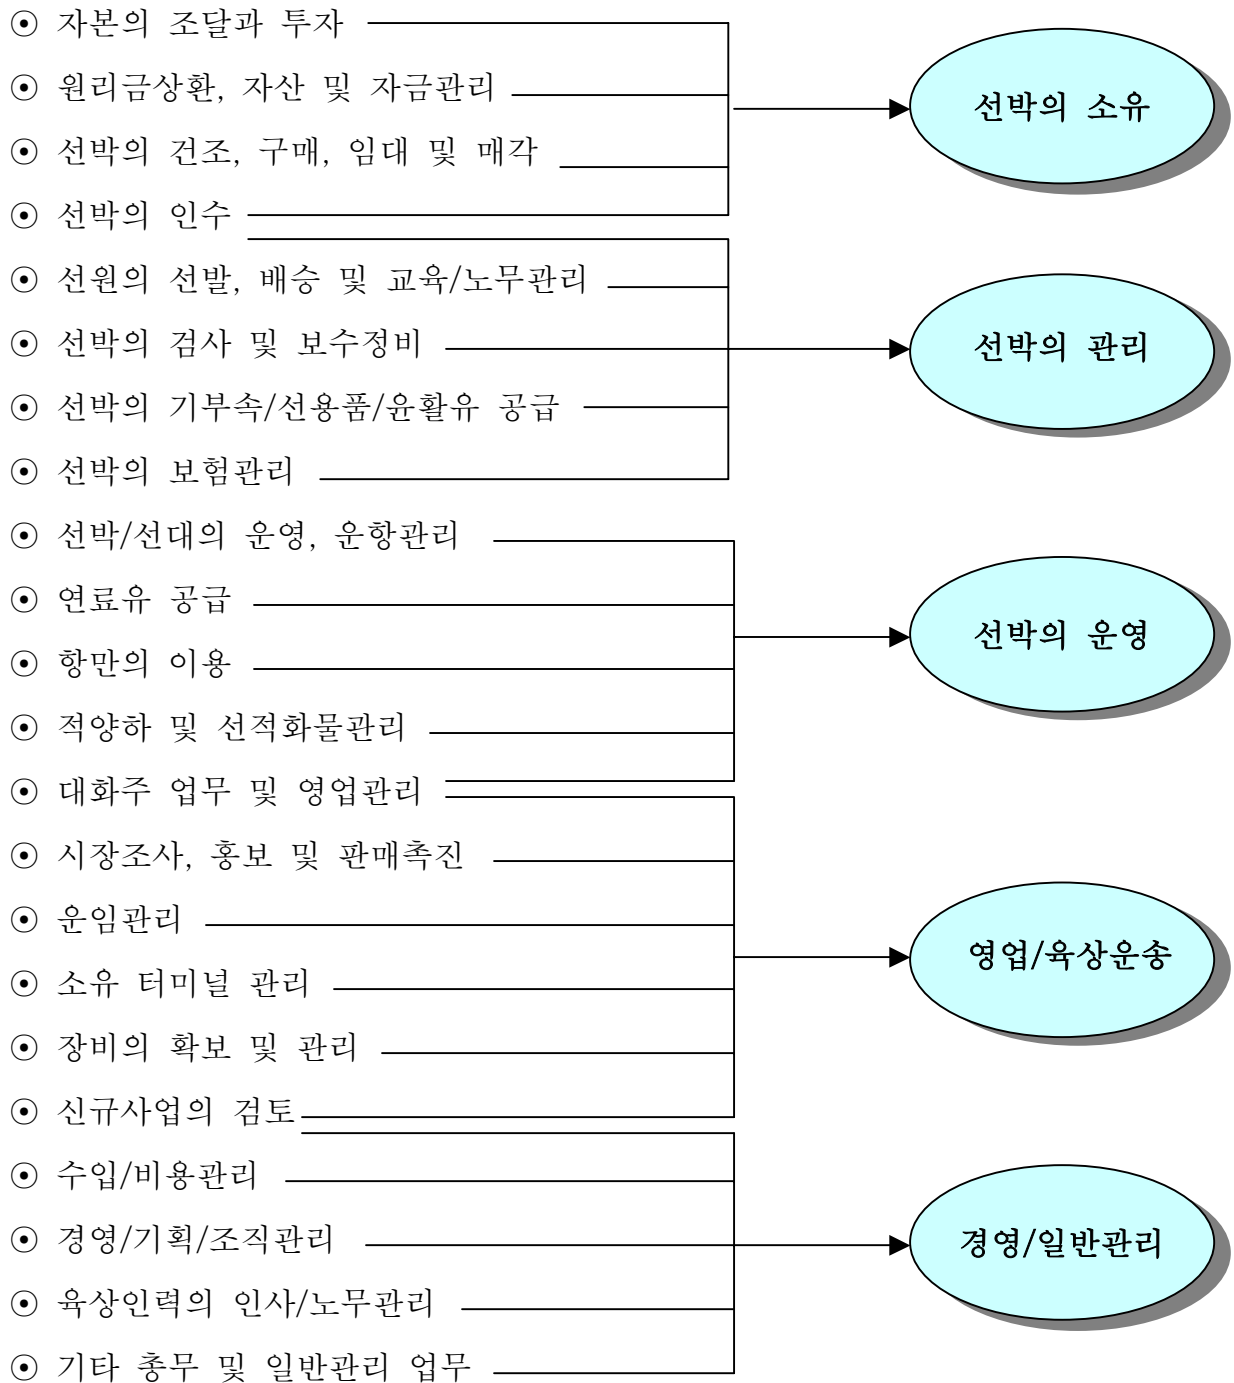 ⊙ 자본의 조달과 투자
⊙ 원리금상환, 자산 및 자금관리
선박의 소유
⊙ 선박의 건조, 구매, 임대 및 매각
⊙ 선박의 인수
⊙ 선원의 선발, 배승 및 교육/노무관리
⊙ 선박의 검사 및 보수정비
선박의 관리
⊙ 선박의 기부속/선용품/윤활유 공급
⊙ 선박의 보험관리
⊙ 선박/선대의 운영, 운항관리
⊙ 연료유 공급
선박의 운영
⊙ 항만의 이용
⊙ 적양하 및 선적화물관리
⊙ 대화주 업무 및 영업관리
⊙ 시장조사, 홍보 및 판매촉진
⊙ 운임관리
영업/육상운송
⊙ 소유 터미널 관리
⊙ 장비의 확보 및 관리
⊙ 신규사업의 검토
⊙ 수입/비용관리
⊙ 경영/기획/조직관리
경영/일반관리
⊙ 육상인력의 인사/노무관리
⊙ 기타 총무 및 일반관리 업무